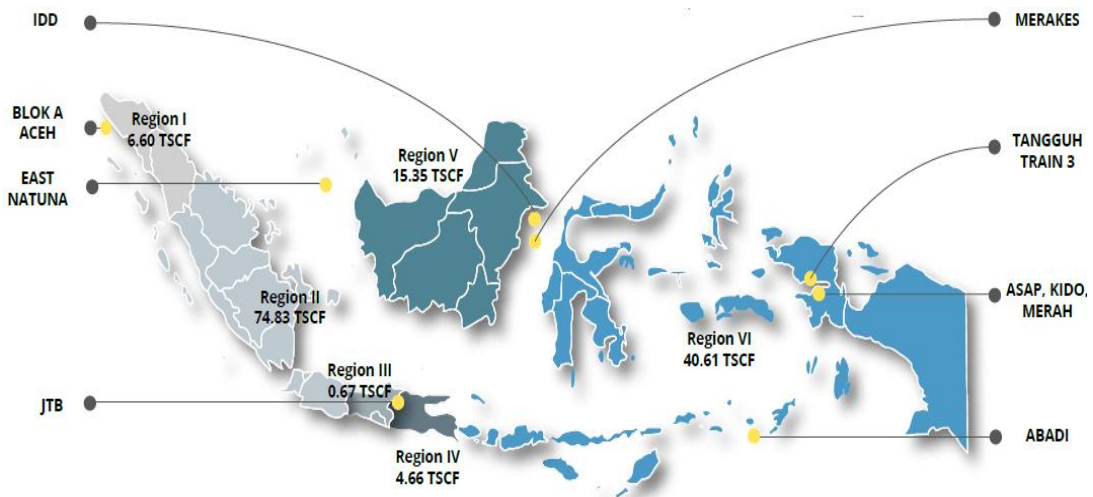 IDD
MERAKES
BLOK A
ACEH
Region I
6.60 TSCF
TANGGUH
TRAIN 3
Region V
15.35 TSCF
EAST
NATUNA
Region II
74.83 TSCF
ASAP, KIDO,
MERAH
Region VI
40.61 TSCF
Region III
0.67 TSCF
JTB
ABADI
Region IV
4.66 TSCF